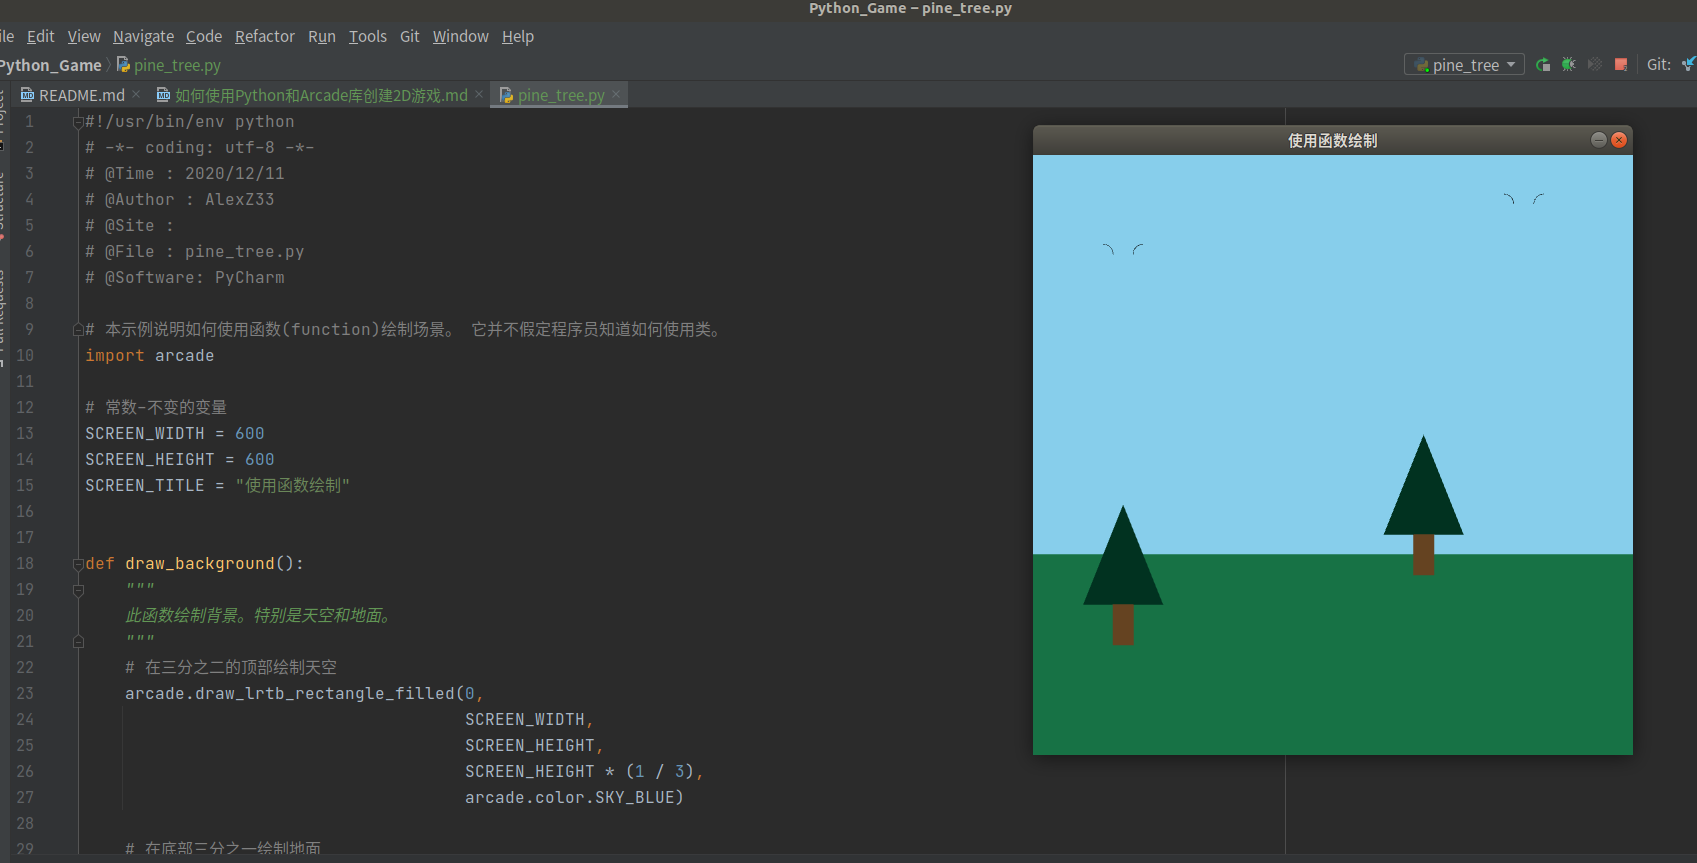 Python_Game – pine_tree.py
Edit View Navigate Code Refactor Run Tools Git Window Help
Python_Game pine_tree.py
pine_tree Git:
README.md 如何使用Python和Arcade库创建2D游戏.md pine_tree.py
1 #!/usr/bin/env python
2 # -*- coding: utf-8 -*-
3 # @Time : 2020/12/11
4 # @Author : AlexZ33
5 # @Site :
6 # @File : pine_tree.py
7 # @Software: PyCharm
8
9 # 本示例说明如何使用函数(function)绘制场景。 它并不假定程序员知道如何使用类。
10 import arcade
11
12 # 常数-不变的变量
13 SCREEN_WIDTH = 600
14 SCREEN_HEIGHT = 600
15 SCREEN_TITLE = "使用函数绘制"
16
17
18 def draw_background():
19 """
20 此函数绘制背景。特别是天空和地面。
21 """
22 # 在三分之二的顶部绘制天空
23 arcade.draw_lrtb_rectangle_filled(0,
24 SCREEN_WIDTH,
25 SCREEN_HEIGHT,
26 SCREEN_HEIGHT * (1 / 3),
27 arcade.color.SKY_BLUE)
28
29 # 在底部三分之一绘制地面
使用函数绘制